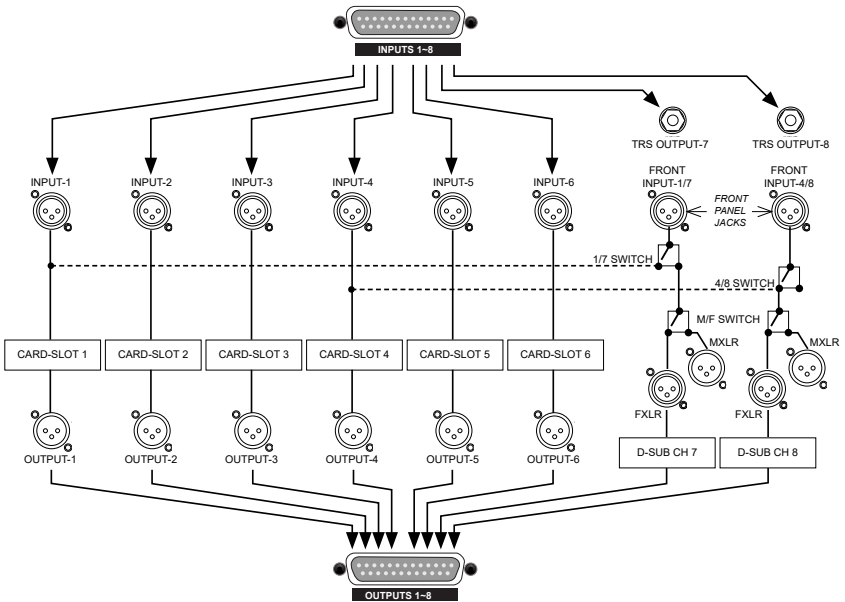 INPUTS 1~8
TRS OUTPUT-7
TRS OUTPUT-8
INPUT-1
INPUT-2
INPUT-3
INPUT-4
INPUT-5
INPUT-6
FRONT
INPUT-1/7
FRONT
INPUT-4/8
FRONT
PANEL
JACKS
1/7 SWITCH
4/8 SWITCH
M/F SWITCH
MXLR
MXLR
CARD-SLOT 1
CARD-SLOT 2
CARD-SLOT 3
CARD-SLOT 4
CARD-SLOT 5
CARD-SLOT 6
FXLR
FXLR
OUTPUT-1
OUTPUT-2
OUTPUT-3
OUTPUT-4
OUTPUT-5
OUTPUT-6
D-SUB CH 7
D-SUB CH 8
OUTPUTS 1~8